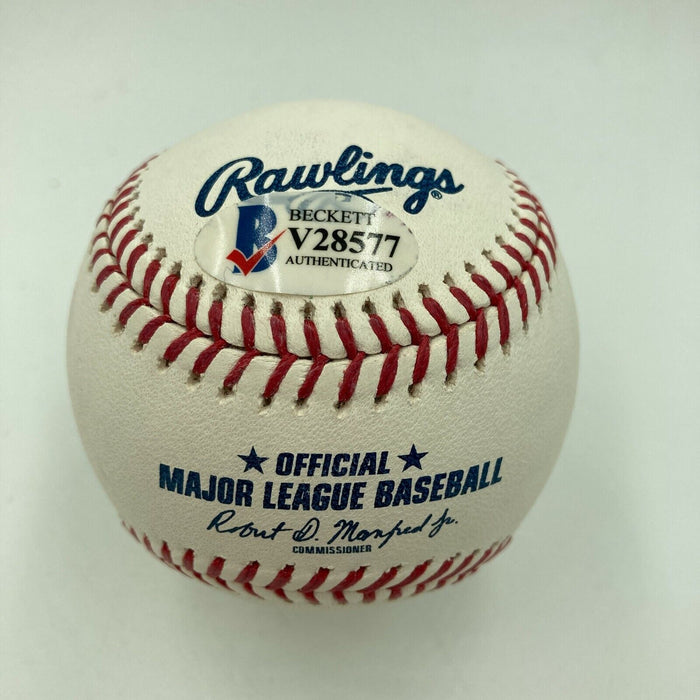 Rawlings®
BECKETT
B V28577
AUTHENTICATED
★ OFFICIAL ★
MAJOR LEAGUE BASEBALL
Robert D. Manfred Jr.
COMMISSIONER